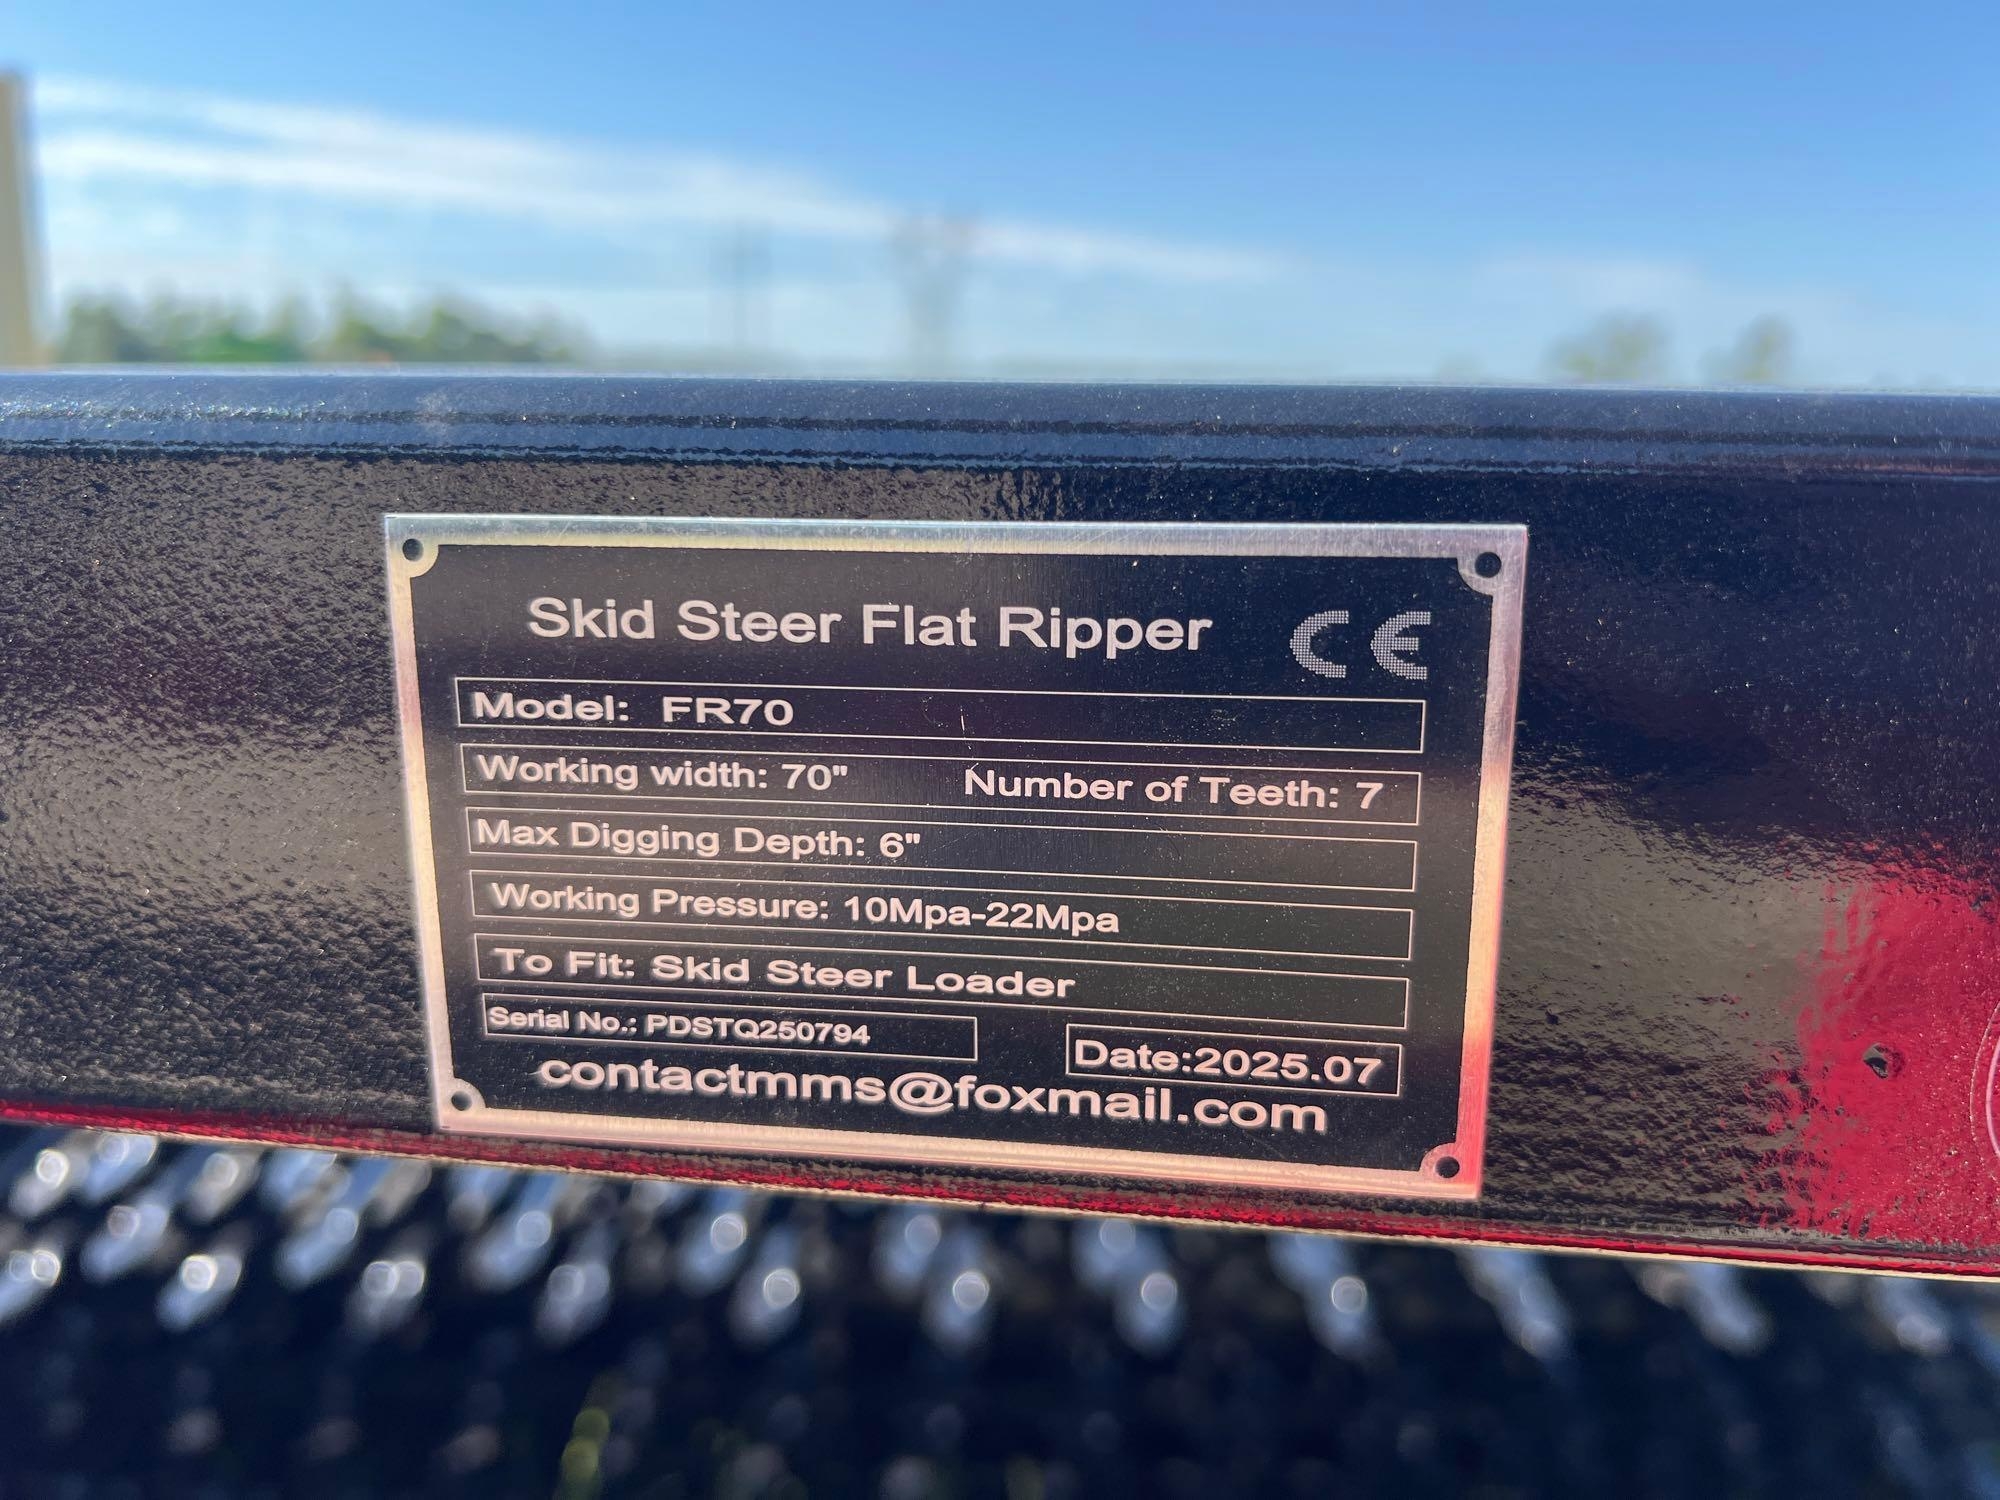 Skid Steer Flat Ripper CE
Model: FR70
Working width: 70" Number of Teeth: 7
Max Digging Depth: 6"
Working Pressure: 10Mpa-22Mpa
To Fit: Skid Steer Loader
Serial No.: PDSTQ250794 Date:2025.07
contactmms@foxmail.com